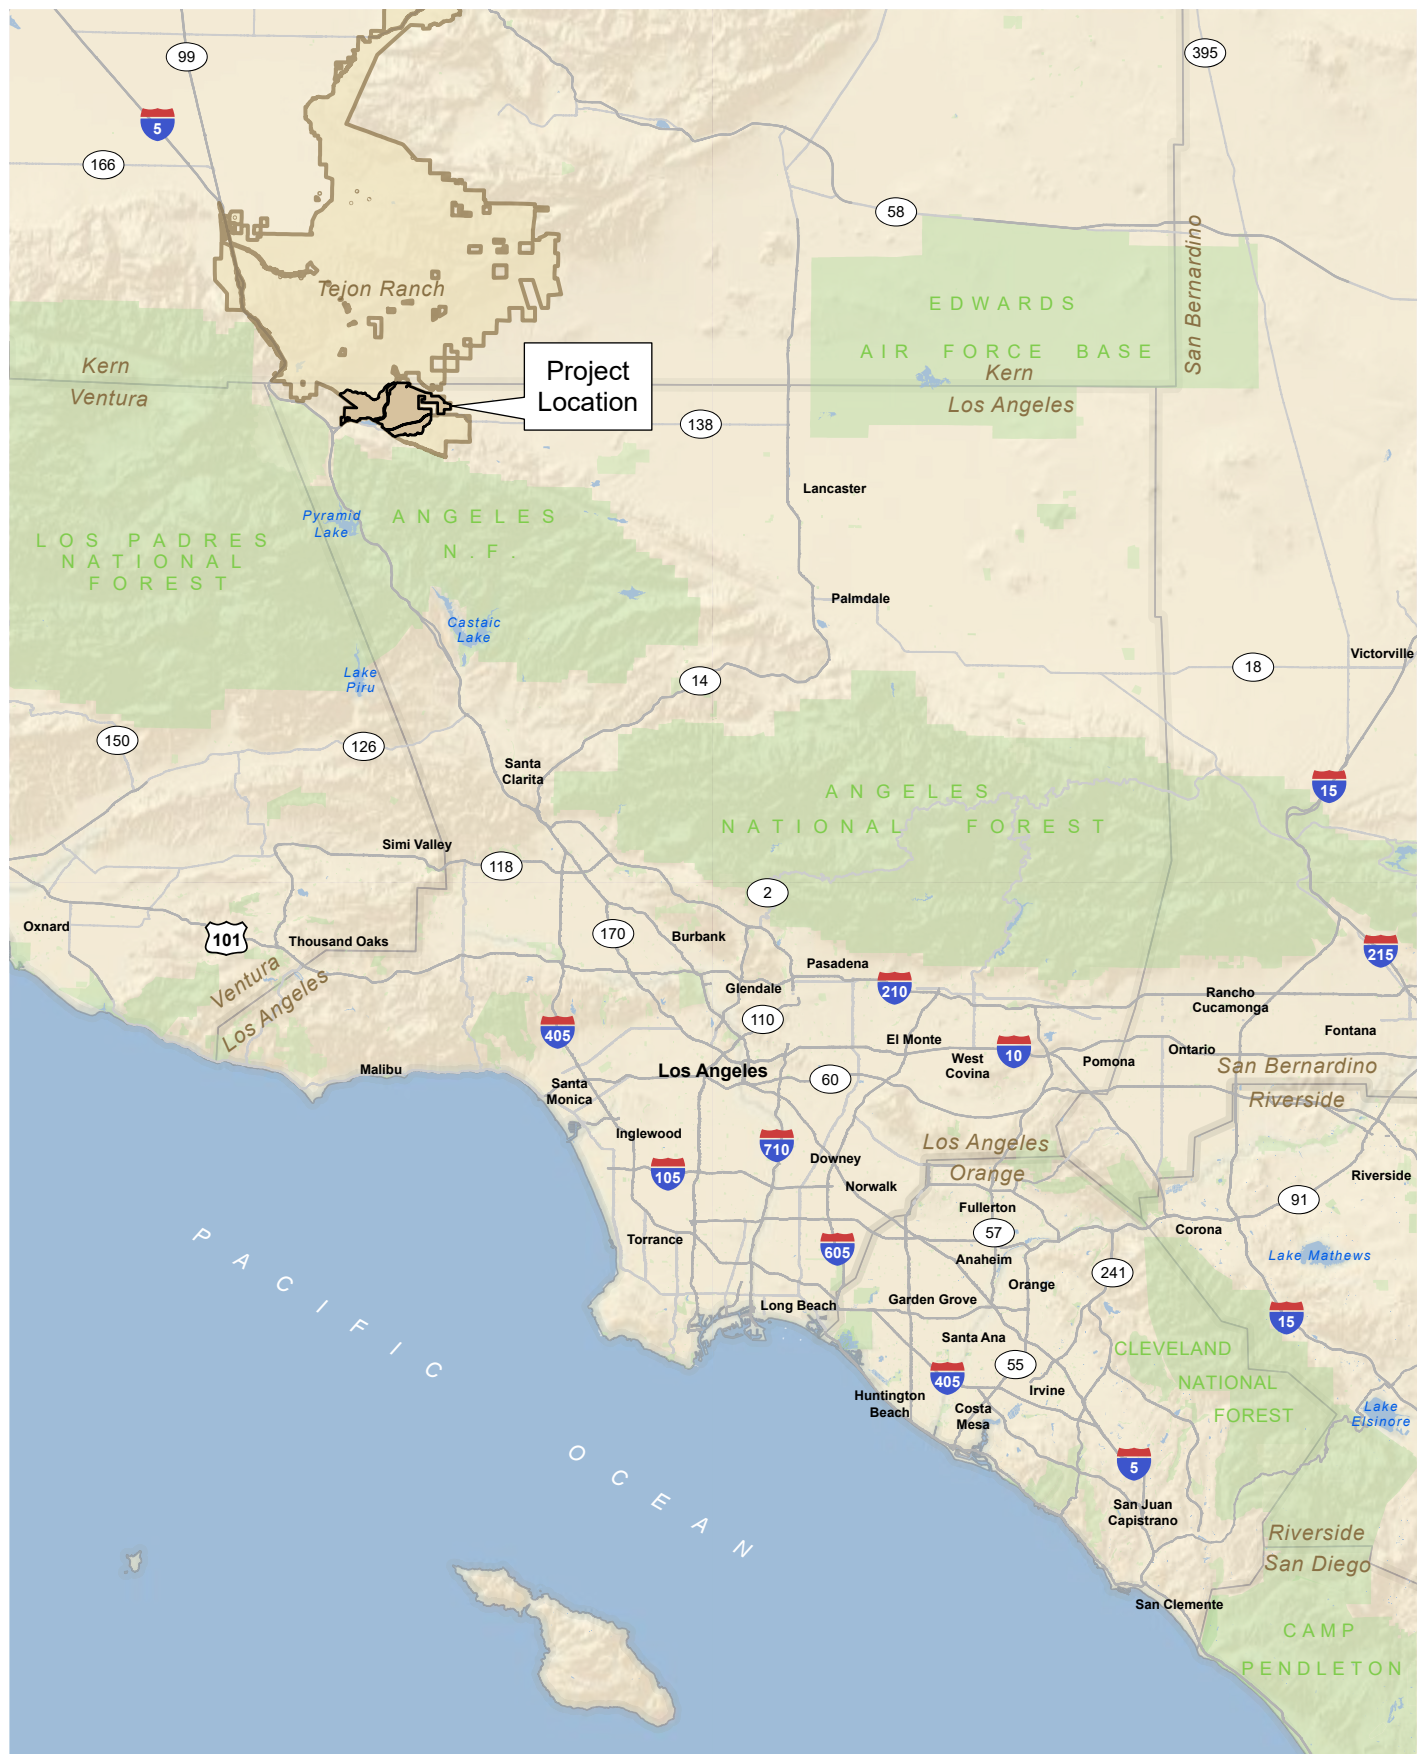 395
99
5
166
58
San Bernardino
Tejon Ranch
EDWARDS
AIR FORCE BASE
Kern
Ventura
Project
Location
Kern
Los Angeles
138
Lancaster
Pyramid
Lake
ANGELES
N.F.
LOS PADRES
NATIONAL
FOREST
Palmdale
Castaic
Lake
Victorville
18
Lake
Piru
14
150
126
Santa
Clarita
15
ANGELES
NATIONAL FOREST
Simi Valley
118
2
Oxnard
101
Thousand Oaks
170
Burbank
215
Pasadena
Ventura
Los Angeles
Glendale
210
Rancho
Cucamonga
110
405
Fontana
El Monte
10
Ontario
West
Covina
Pomona
San Bernardino
Riverside
Malibu
Los Angeles
60
Santa
Monica
Inglewood
710
Los Angeles
Orange
Downey
105
Riverside
Norwalk
91
Fullerton
57
Corona
Torrance
605
Anaheim
Lake Mathews
241
Orange
Long Beach
Garden Grove
15
Santa Ana
CLEVELAND
NATIONAL
FOREST
55
405
Irvine
Huntington
Beach
Costa
Mesa
Lake
Elsinore
5
San Juan
Capistrano
Riverside
San Diego
San Clemente
CAMP
PENDLETON
PACIFIC
OCEAN